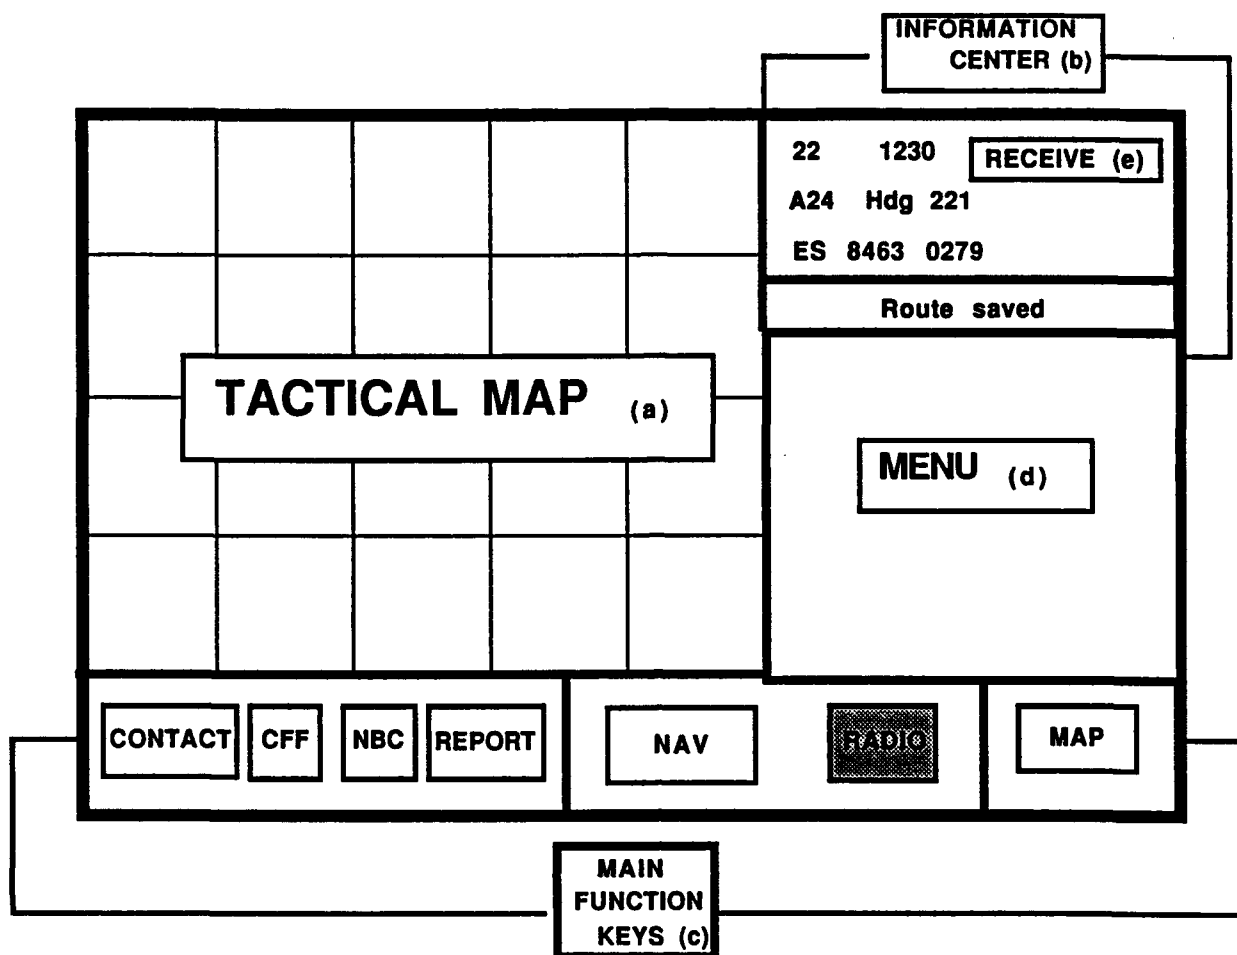 INFORMATION
CENTER (b)
22 1230 RECEIVE (e)
A24 Hdg 221
ES 8463 0279
Route saved
TACTICAL MAP (a)
MENU (d)
CONTACT CFF NBC REPORT NAV RADIO MAP
MAIN
FUNCTION
KEYS (c)